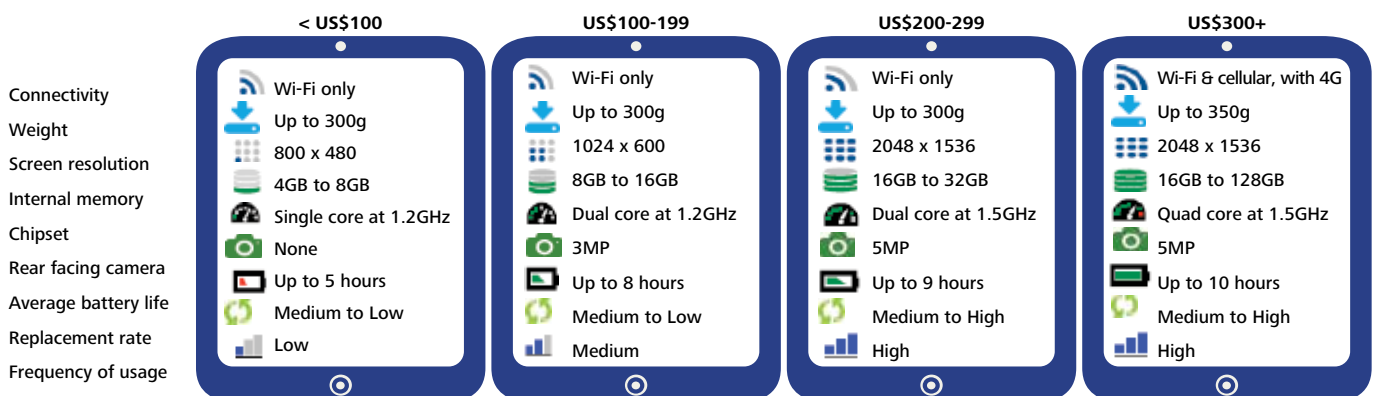 < US$100
US$100-199
US$200-299
US$300+
Connectivity
Weight
Screen resolution
Internal memory
Chipset
Rear facing camera
Average battery life
Replacement rate
Frequency of usage
Wi-Fi only
Up to 300g
800 x 480
4GB to 8GB
Single core at 1.2GHz
None
Up to 5 hours
Medium to Low
Low
Wi-Fi only
Up to 300g
1024 x 600
8GB to 16GB
Dual core at 1.2GHz
3MP
Up to 8 hours
Medium to Low
Medium
Wi-Fi only
Up to 300g
2048 x 1536
16GB to 32GB
Dual core at 1.5GHz
5MP
Up to 9 hours
Medium to High
High
Wi-Fi & cellular, with 4G
Up to 350g
2048 x 1536
16GB to 128GB
Quad core at 1.5GHz
5MP
Up to 10 hours
Medium to High
High